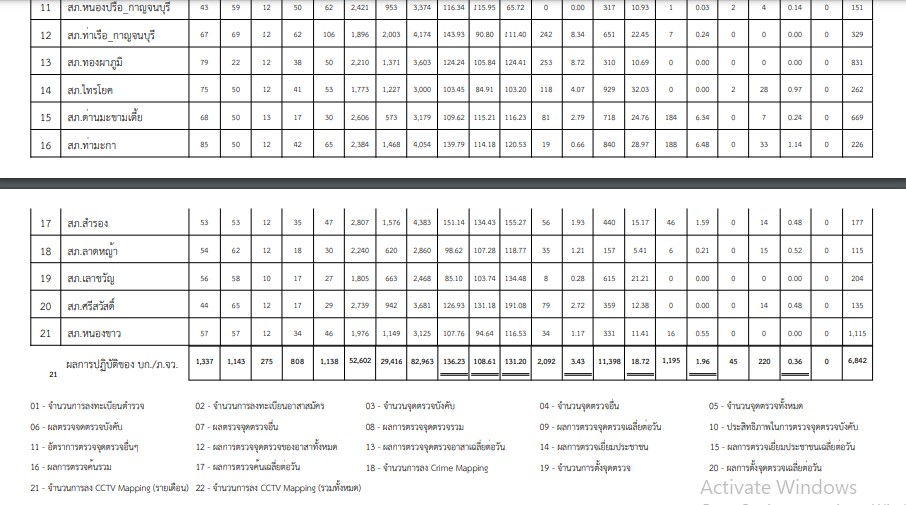 11 สภ.หนองปรือ_กาญจนบุรี 43 59 12 50 62 2,421 953 3,374 116.34 115.95 65.72 0 0.00 317 10.93 1 0.03 2 4 0.14 0 151
12 สภ.ท่าเรือ_กาญจนบุรี 67 69 12 62 106 1,896 2,003 4,174 143.93 90.80 111.40 242 8.34 651 22.45 7 0.24 0 0 0.00 0 329
13 สภ.ทองผาภูมิ 79 22 12 38 50 2,210 1,371 3,603 124.24 105.84 124.41 253 8.72 310 10.69 0 0.00 0 0 0.00 0 831
14 สภ.ไทรโยค 75 50 12 41 53 1,773 1,227 3,000 103.45 84.91 103.20 118 4.07 929 32.03 0 0.00 2 28 0.97 0 262
15 สภ.ด่านมะขามเตี้ย 68 50 13 17 30 2,606 573 3,179 109.62 115.21 116.23 81 2.79 718 24.76 184 6.34 0 7 0.24 0 669
16 สภ.ท่ามะกา 85 50 12 42 65 2,384 1,468 4,054 139.79 114.18 120.53 19 0.66 840 28.97 188 6.48 0 33 1.14 0 226
17 สภ.สำรอง 53 53 12 35 47 2,807 1,576 4,383 151.14 134.43 155.27 56 1.93 440 15.17 46 1.59 0 14 0.48 0 177
18 สภ.ลาดหญ้า 54 62 12 18 30 2,240 620 2,860 98.62 107.28 118.77 35 1.21 157 5.41 6 0.21 0 15 0.52 0 115
19 สภ.เลาขวัญ 56 58 10 17 27 1,805 663 2,468 85.10 103.74 134.48 8 0.28 615 21.21 0 0.00 0 0 0.00 0 204
20 สภ.ศรีสวัสดิ์ 44 65 12 17 29 2,739 942 3,681 126.93 131.18 191.08 79 2.72 359 12.38 0 0.00 0 14 0.48 0 135
21 สภ.หนองขาว 57 57 12 34 46 1,976 1,149 3,125 107.76 94.64 116.53 34 1.17 331 11.41 16 0.55 0 0 0.00 0 1,115
21 ผลการปฏิบัติของ บก./ภ.จว. 1,337 1,143 275 808 1,138 52,602 29,416 82,963 136.23 108.61 131.20 2,092 3.43 11,398 18.72 1,195 1.96 45 220 0.36 0 6,842
01 - จำนวนการลงทะเบียนตำรวจ 02 - จำนวนการลงทะเบียนอาสาสมัคร 03 - จำนวนจุดตรวจบังคับ 04 - จำนวนจุดตรวจอื่น 05 - จำนวนจุดตรวจทั้งหมด
06 - ผลตรวจจุดตรวจบังคับ 07 - ผลตรวจจุดตรวจอื่น 08 - ผลการตรวจจุดตรวจรวม 09 - ผลการตรวจจุดตรวจเฉลี่ยต่อวัน 10 - ประสิทธิภาพในการตรวจจุดตรวจบังคับ
11 - อัตราการตรวจจุดตรวจอื่นๆ 12 - ผลการตรวจจุดตรวจของอาสาทั้งหมด 13 - ผลการตรวจจุดตรวจอาสาเฉลี่ยต่อวัน 14 - ผลการตรวจเยี่ยมประชาชน 15 - ผลการตรวจเยี่ยมประชาชนเฉลี่ยต่อวัน
16 - ผลการตรวจค้นรวม 17 - ผลการตรวจค้นเฉลี่ยต่อวัน 18 - จำนวนการลง Crime Mapping 19 - จำนวนการตั้งจุดตรวจ 20 - ผลการตั้งจุดตรวจเฉลี่ยต่อวัน
21 - จำนวนการลง CCTV Mapping (รายเดือน) 22 - จำนวนการลง CCTV Mapping (รวมทั้งหมด)
Activate Windows